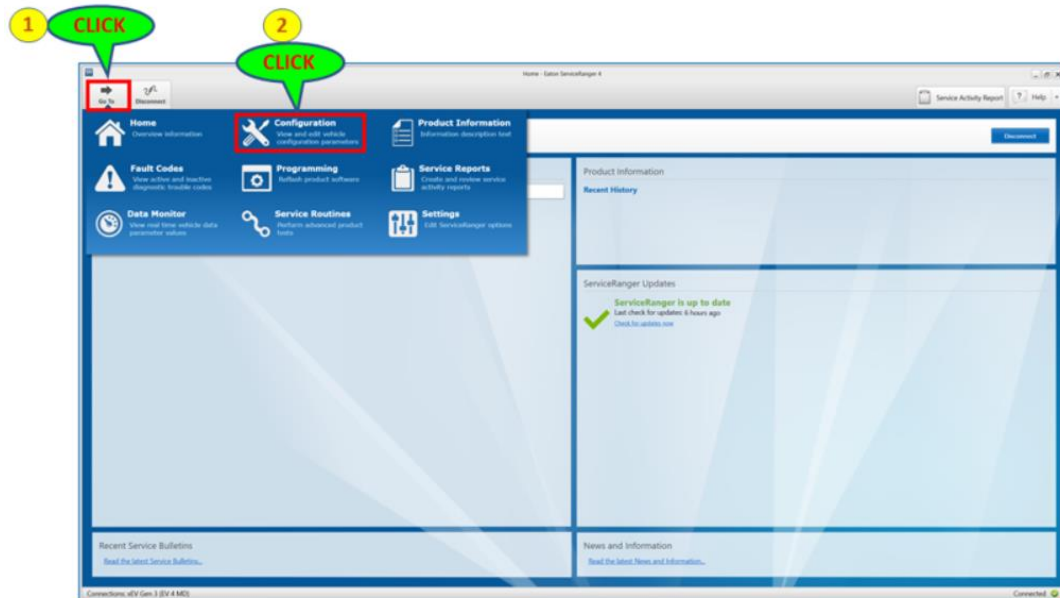 1 CLICK
2
CLICK
Home - Eaton ServiceRanger 4
Go To
Disconnect
Service Activity Report
? Help
Home
Overview information
Configuration
View and edit vehicle
configuration parameters
Product Information
Information description text
Disconnect
Fault Codes
View active and inactive
diagnostic trouble codes
Programming
Reflash product software
Service Reports
Create and review service
activity reports
Data Monitor
View real time vehicle data
parameter values
Service Routines
Perform advanced product
tests
Settings
Edit ServiceRanger options
Product Information
Recent History
ServiceRanger Updates
ServiceRanger is up to date
Last check for updates: 6 hours ago
Check for updates now
Recent Service Bulletins
Read the latest Service Bulletins...
News and Information
Read the latest News and Information...
Connections: xEV Gen 3 (EV 4 MD)
Connected